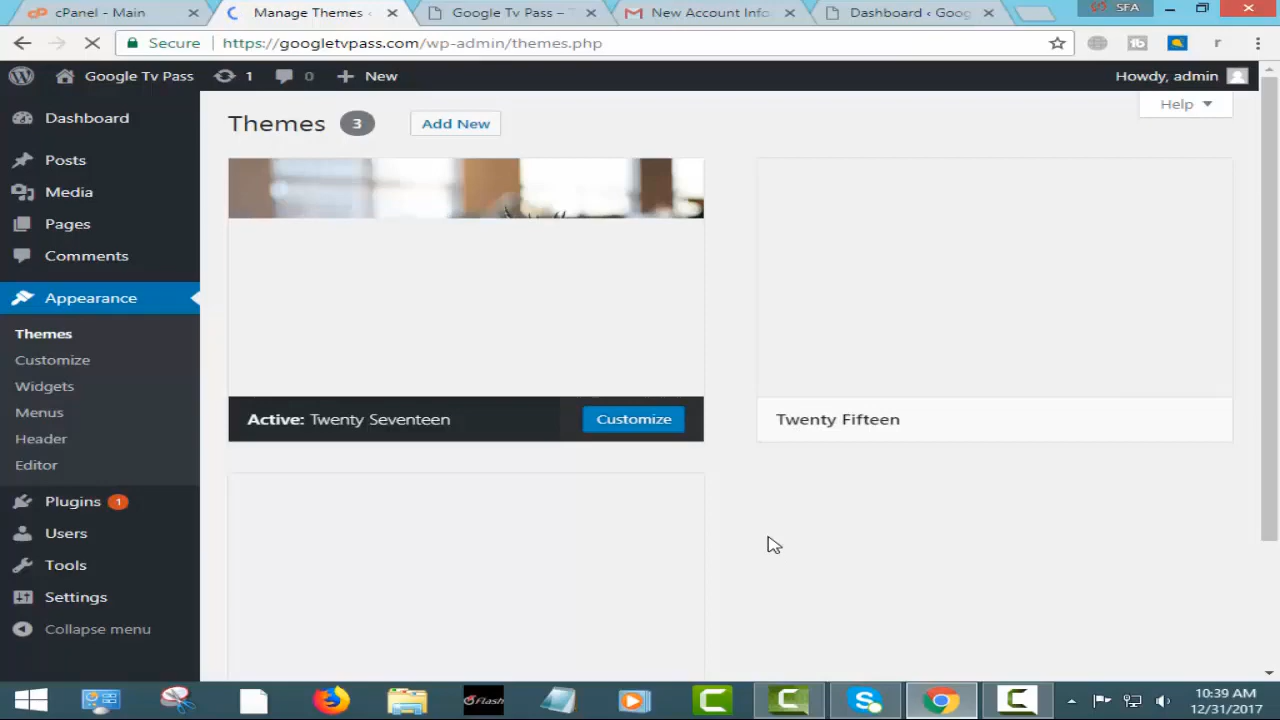 cPanel - Main
Manage Themes ‹
Google Tv Pass –
New Account Info
Dashboard ‹ Goog
SFA
Secure
https://googletvpass.com/wp-admin/themes.php
Google Tv Pass
1
0
New
Howdy, admin
Dashboard
Posts
Media
Pages
Comments
Appearance
Themes
Customize
Widgets
Menus
Header
Editor
Plugins 1
Users
Tools
Settings
Collapse menu
Help
Themes 3
Add New
Active: Twenty Seventeen
Customize
Twenty Fifteen
Flash
10:39 AM
12/31/2017